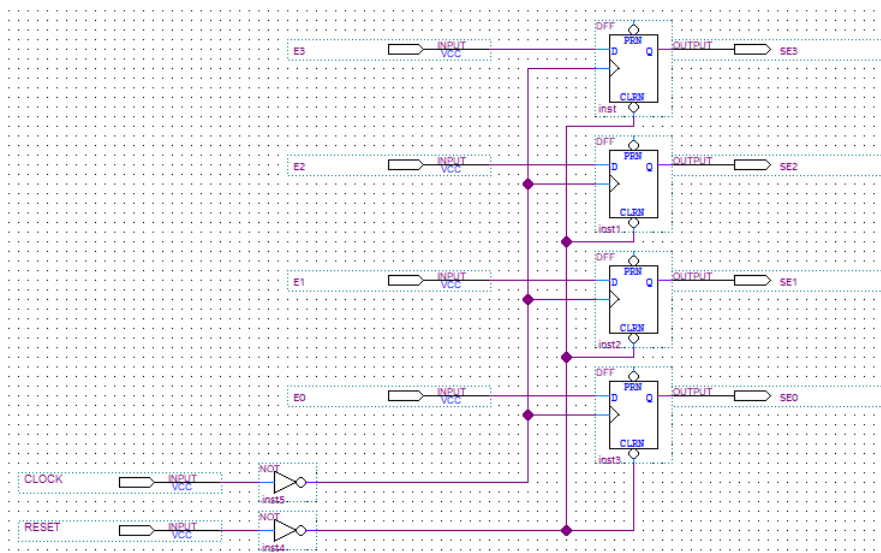 DFF
PRN
E3 INPUT VCC D Q OUTPUT SE3
CLRN
inst
DFF
PRN
E2 INPUT VCC D Q OUTPUT SE2
CLRN
inst1
DFF
PRN
E1 INPUT VCC D Q OUTPUT SE1
CLRN
inst2
DFF
PRN
E0 INPUT VCC D Q OUTPUT SE0
CLRN
inst3
CLOCK INPUT VCC NOT
inst5
RESET INPUT VCC NOT
inst4